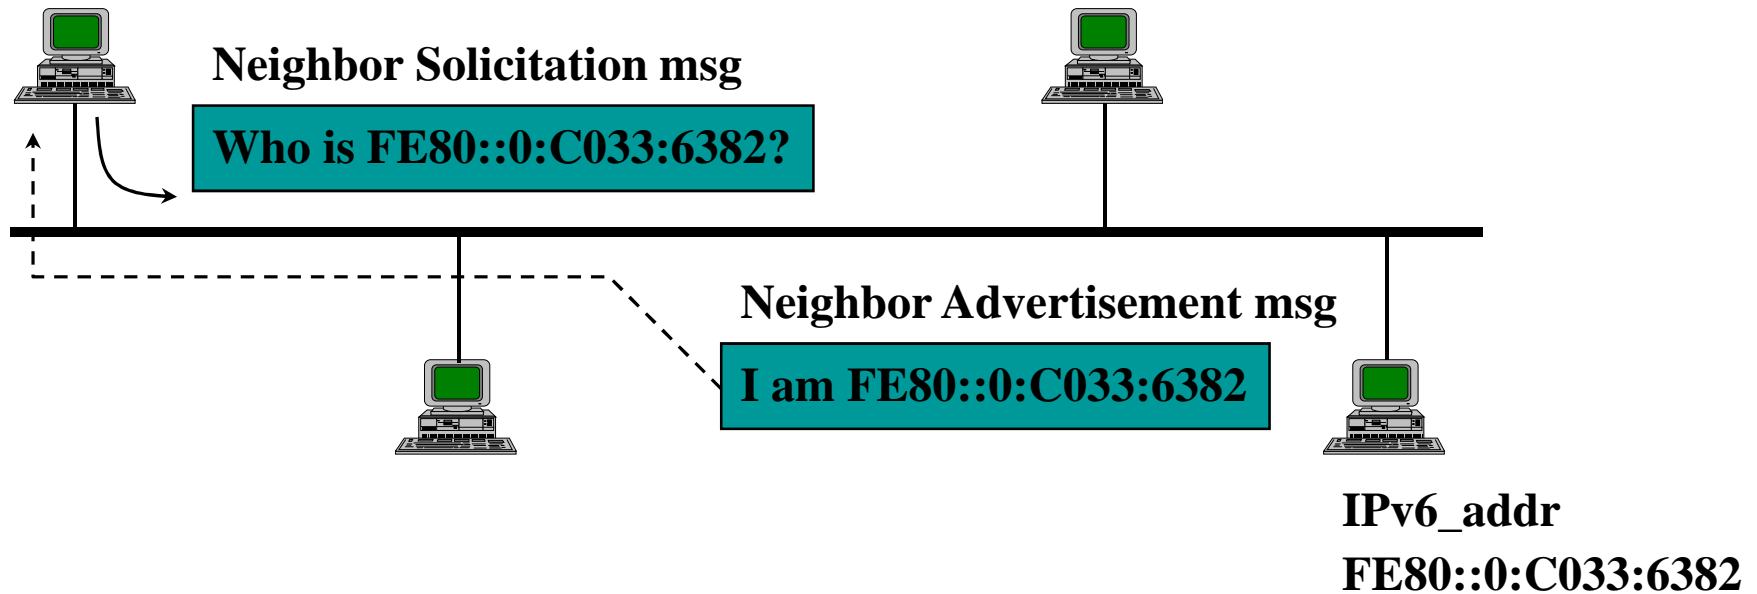 Neighbor Solicitation msg
Who is FE80::0:C033:6382?
Neighbor Advertisement msg
I am FE80::0:C033:6382
IPv6_addr
FE80::0:C033:6382